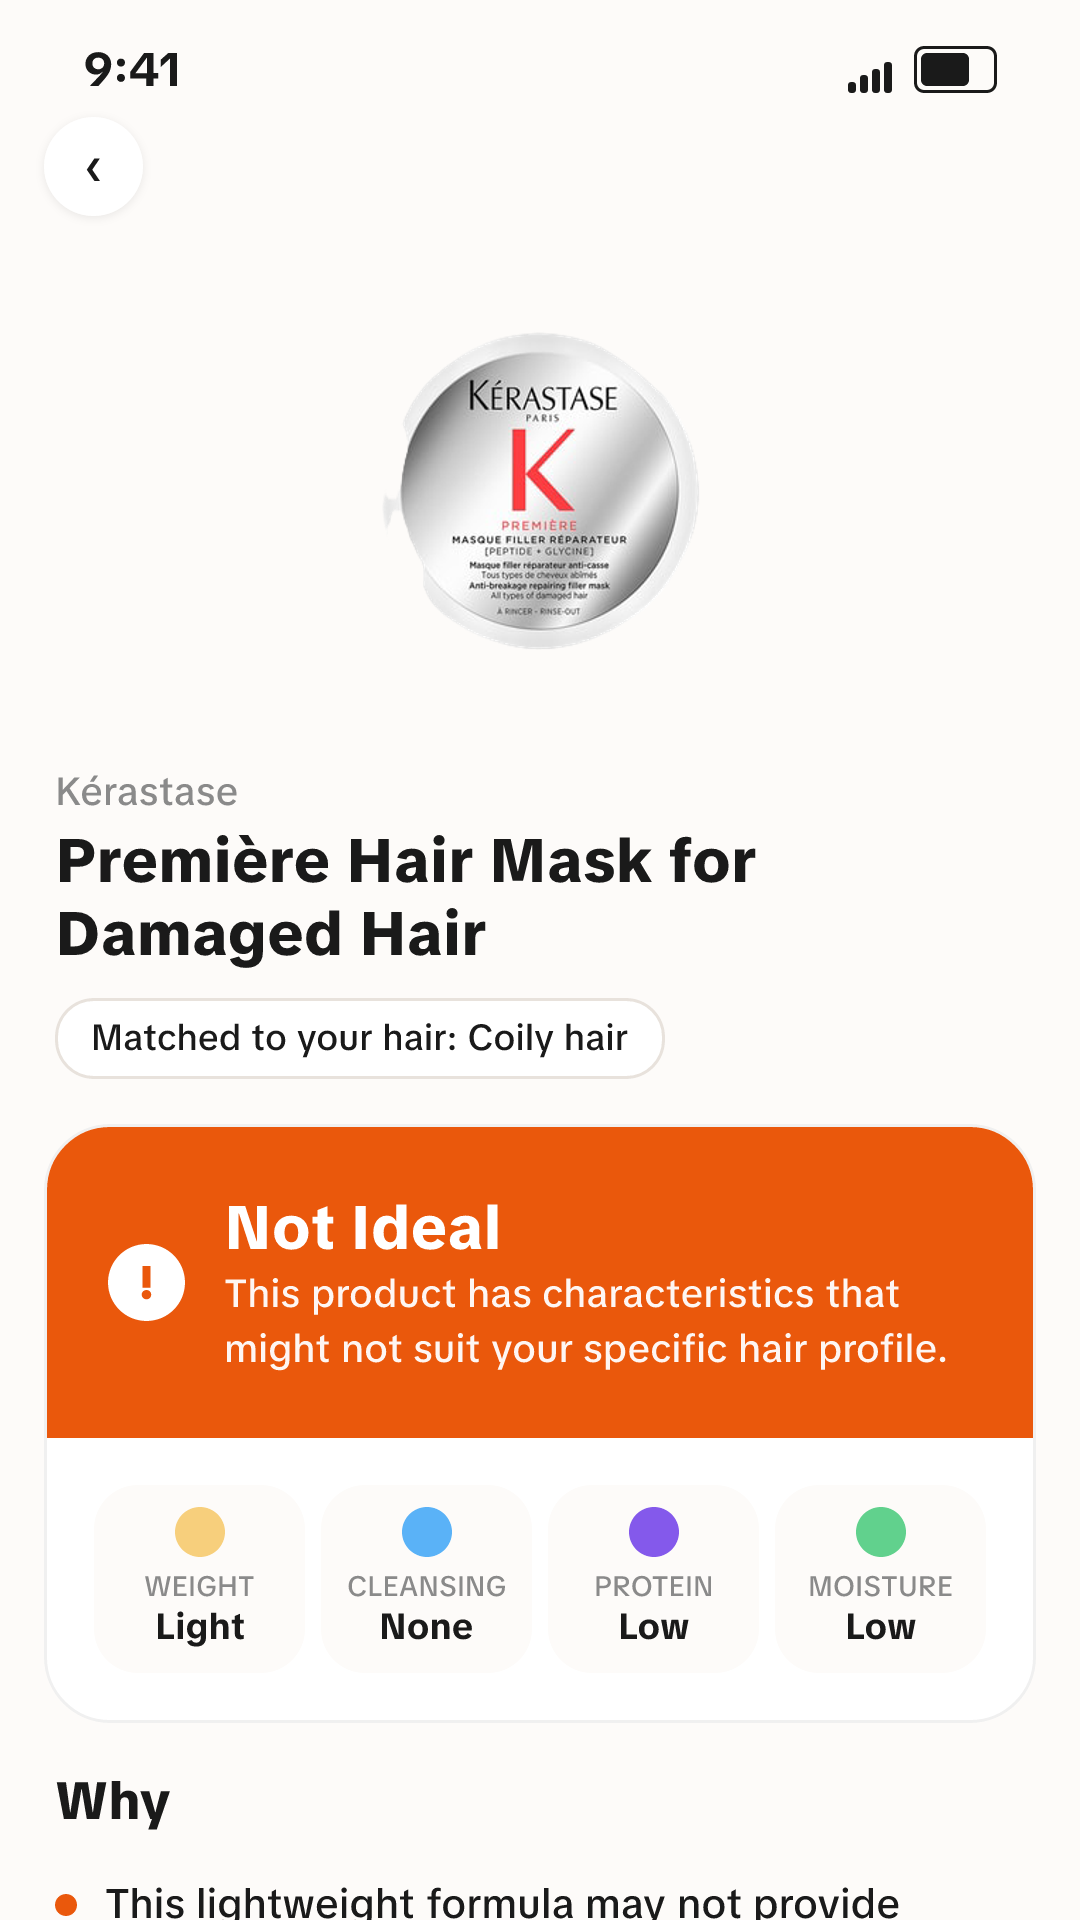 9:41
‹
KÉRASTASE
PARIS
K
PREMIÈRE
MASQUE FILLER RÉPARATEUR
[PEPTIDE + GLYCINE]
Masque filler réparateur anti-casse
Tous types de cheveux abîmés
Anti-breakage repairing filler mask
All types of damaged hair
À RINCER - RINSE-OUT
Kérastase
Première Hair Mask for
Damaged Hair
Matched to your hair: Coily hair
!
Not Ideal
This product has characteristics that
might not suit your specific hair profile.
WEIGHT CLEANSING PROTEIN MOISTURE
Light None Low Low
Why
This lightweight formula may not provide